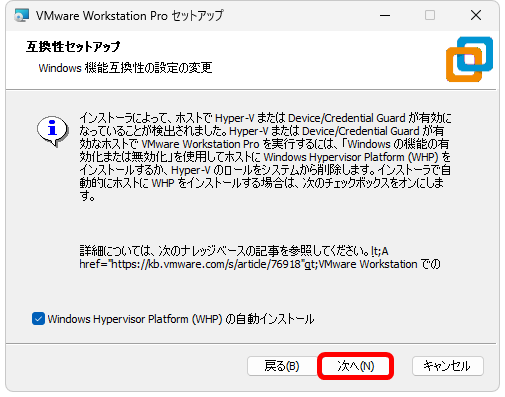 VMware Workstation Pro セットアップ
互換性セットアップ
Windows 機能互換性の設定の変更
インストーラによって、ホストで Hyper-V または Device/Credential Guard が有効に
なっていることが検出されました。Hyper-V または Device/Credential Guard が有
効なホストで VMware Workstation Pro を実行するには、「Windows の機能の有
効化または無効化」を使用してホストに Windows Hypervisor Platform (WHP) を
インストールするか、Hyper-V のロールをシステムから削除します。インストーラで自
動的にホストに WHP をインストールする場合は、次のチェックボックスをオンにしま
す。
詳細については、次のナレッジベースの記事を参照してください。lt;A
href="https://kb.vmware.com/s/article/76918"gt;VMware Workstation での
Windows Hypervisor Platform (WHP) の自動インストール
戻る(B)
次へ(N)
キャンセル